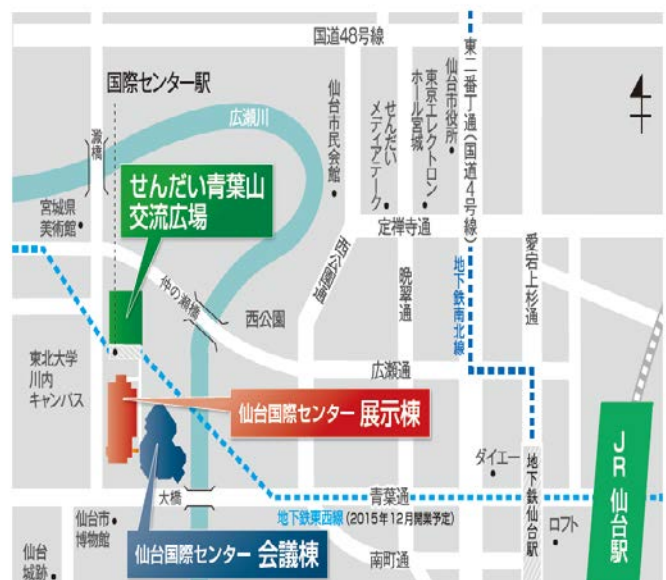 国道48号線
国際センター駅
澱橋
広瀬川
仙台市民会館
せんだい
メディアテーク
東京エレクトロン
ホール宮城
仙台市役所
東二番丁通(国道4号線)
せんだい青葉山
交流広場
宮城県
美術館
定禅寺通
仲の瀬橋
西公園
西公園通
晩翠通
地下鉄南北線
愛宕上杉通
東北大学
川内
キャンパス
広瀬通
仙台国際センター 展示棟
ダイエー
地下鉄仙台駅
JR仙台駅
大橋
青葉通
地下鉄東西線 (2015年12月開業予定)
ロフト
仙台市
博物館
仙台国際センター 会議棟
南町通
仙台
城跡